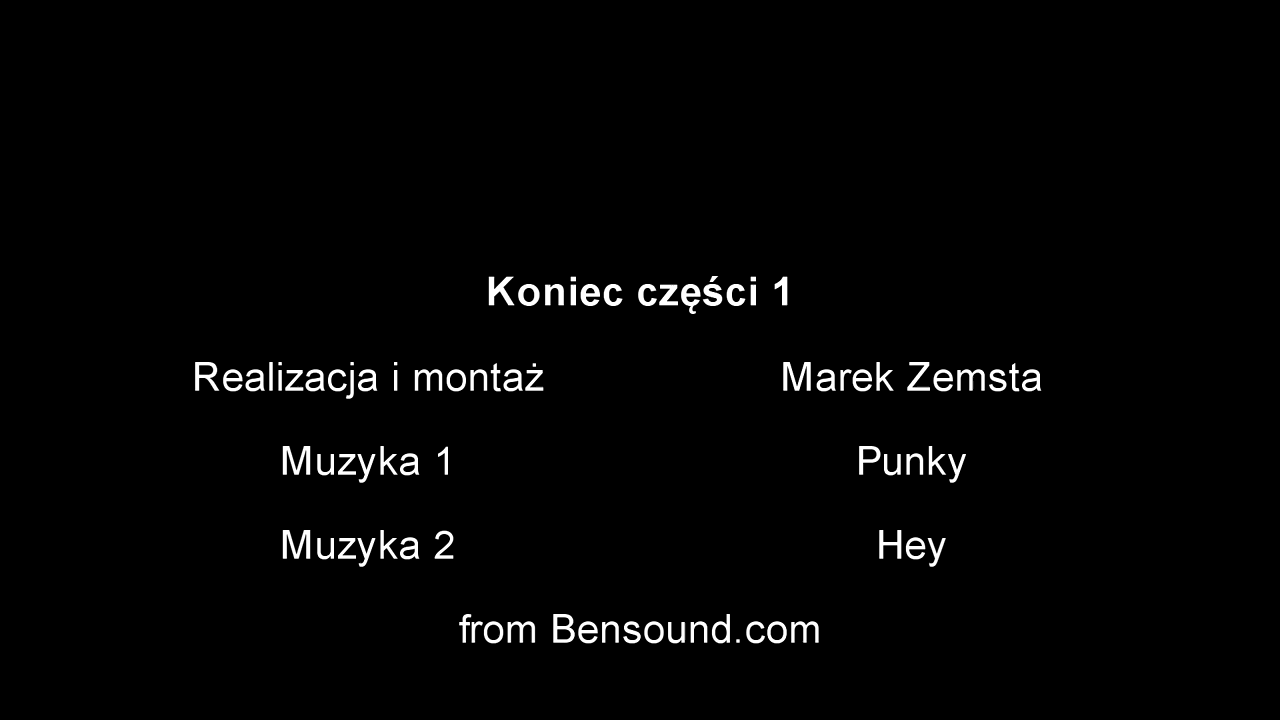 Koniec części 1
Realizacja i montaż Marek Zemsta
Muzyka 1 Punky
Muzyka 2 Hey
from Bensound.com